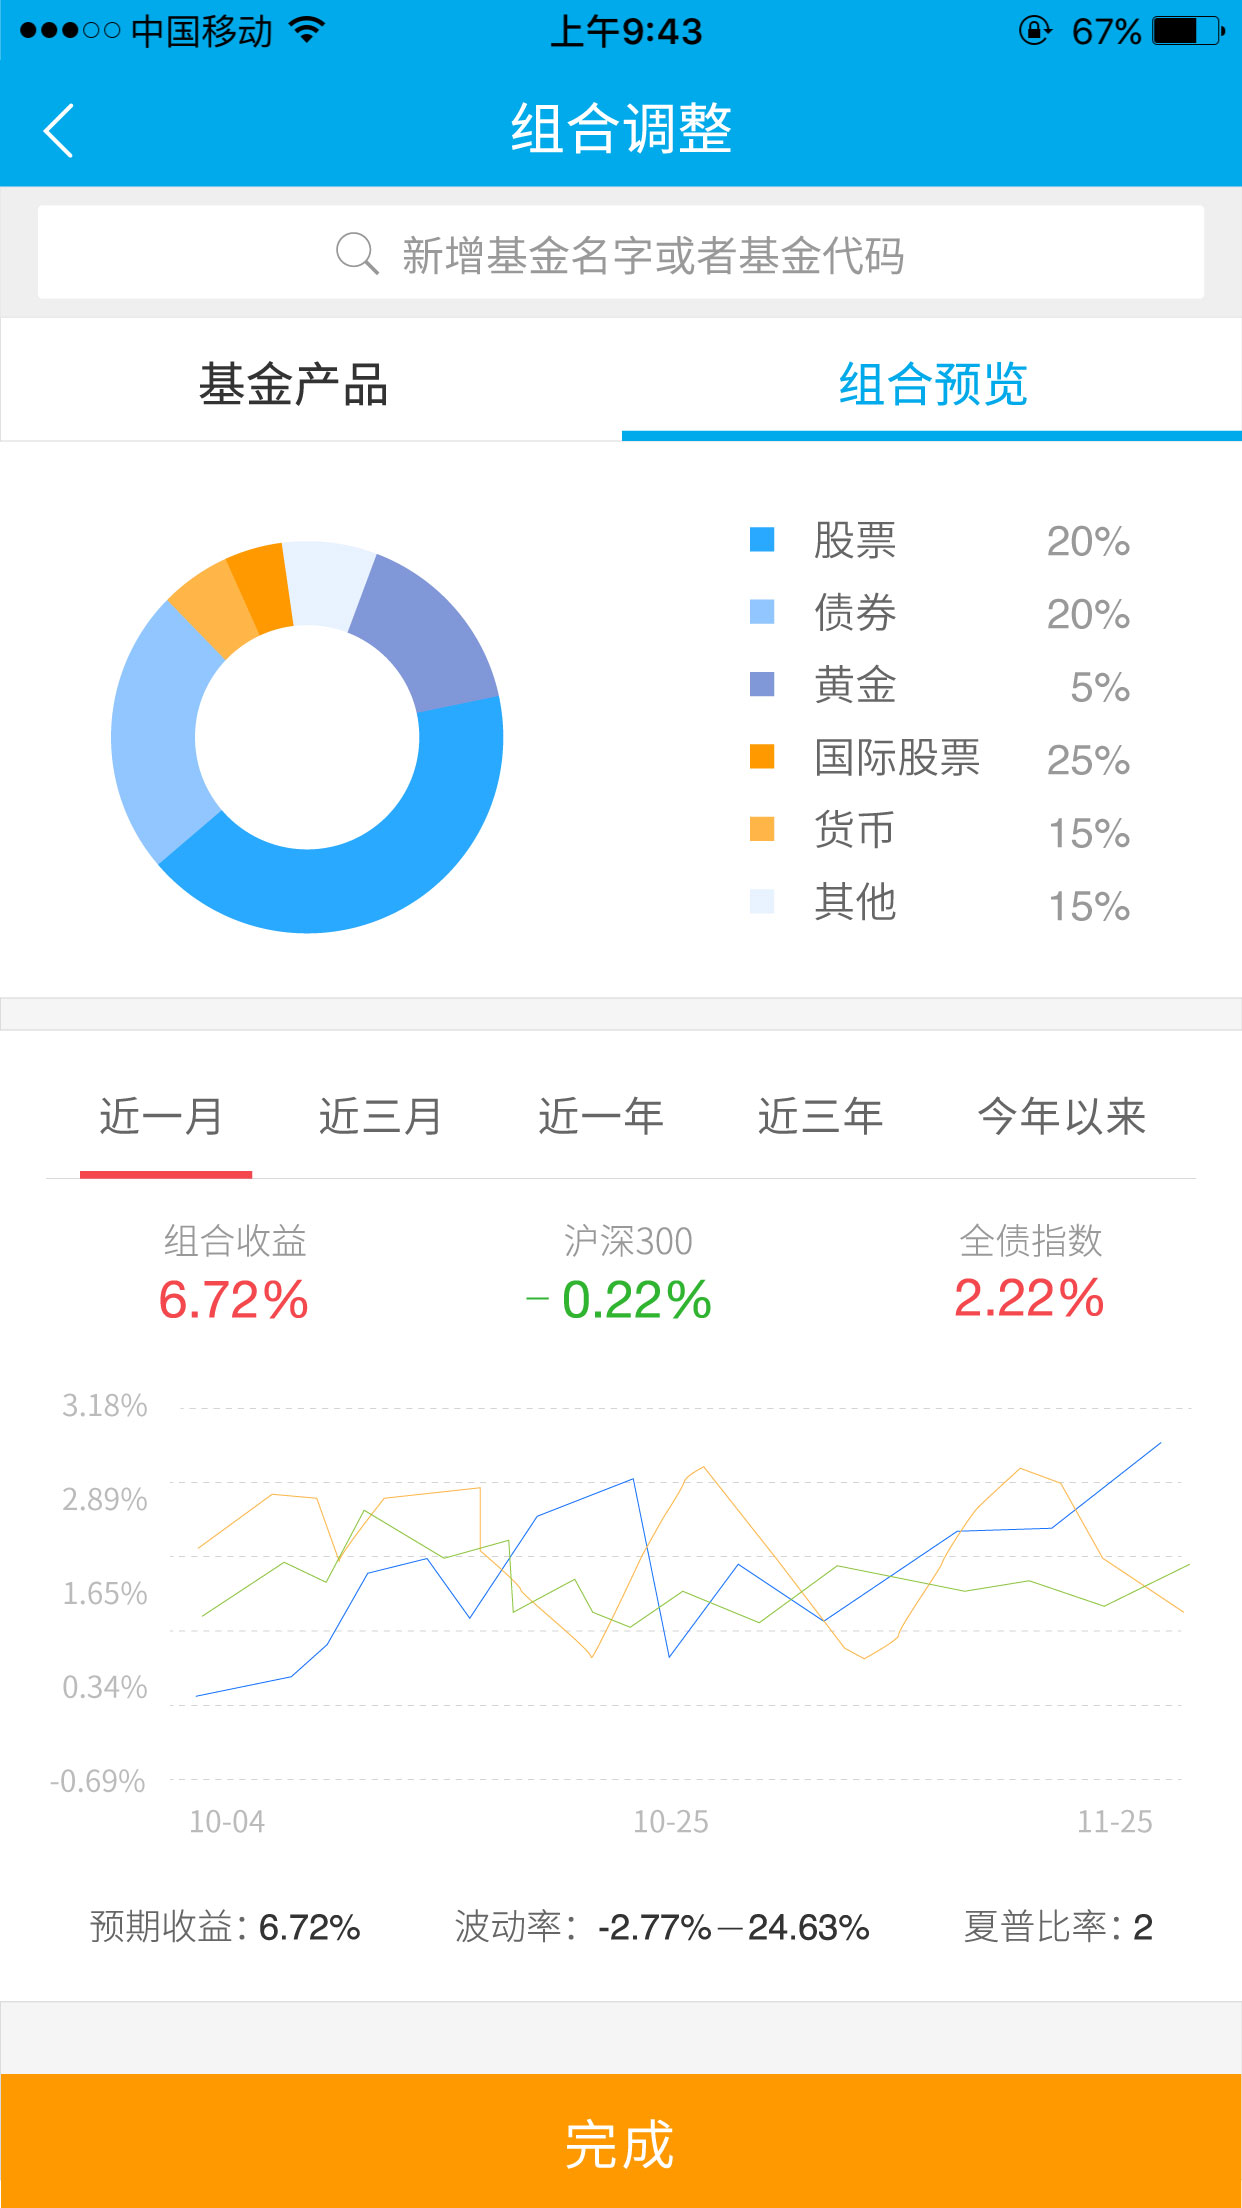 中国移动 上午9:43 67%
组合调整
新增基金名字或者基金代码
基金产品 组合预览
股票 20%
债券 20%
黄金 5%
国际股票 25%
货币 15%
其他 15%
近一月 近三月 近一年 近三年 今年以来
组合收益 沪深300 全债指数
6.72% －0.22% 2.22%
3.18%
2.89%
1.65%
0.34%
-0.69%
10-04 10-25 11-25
预期收益：6.72% 波动率：-2.77%—24.63% 夏普比率：2
完成